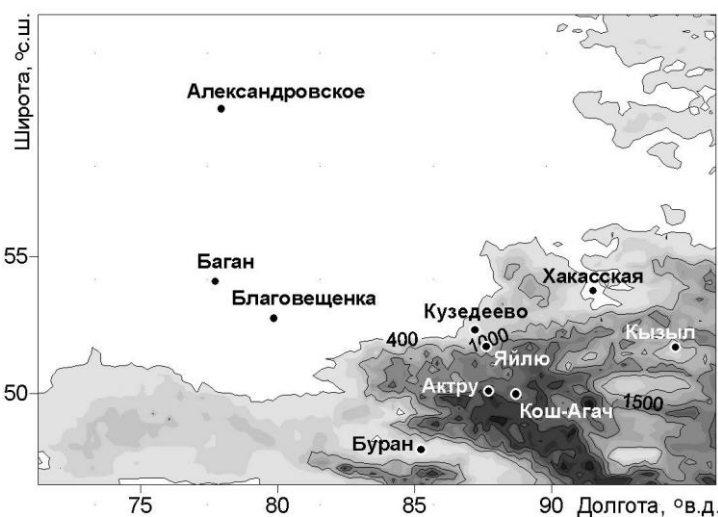 Широта, °с.ш.
Александровское
55
Баган
Хакасская
Благовещенка
Кузедеево
Кызыл
400
1000
Яйлю
50
Актру
1500
Кош-Агач
Буран
75
80
85
90
Долгота, °в.д.